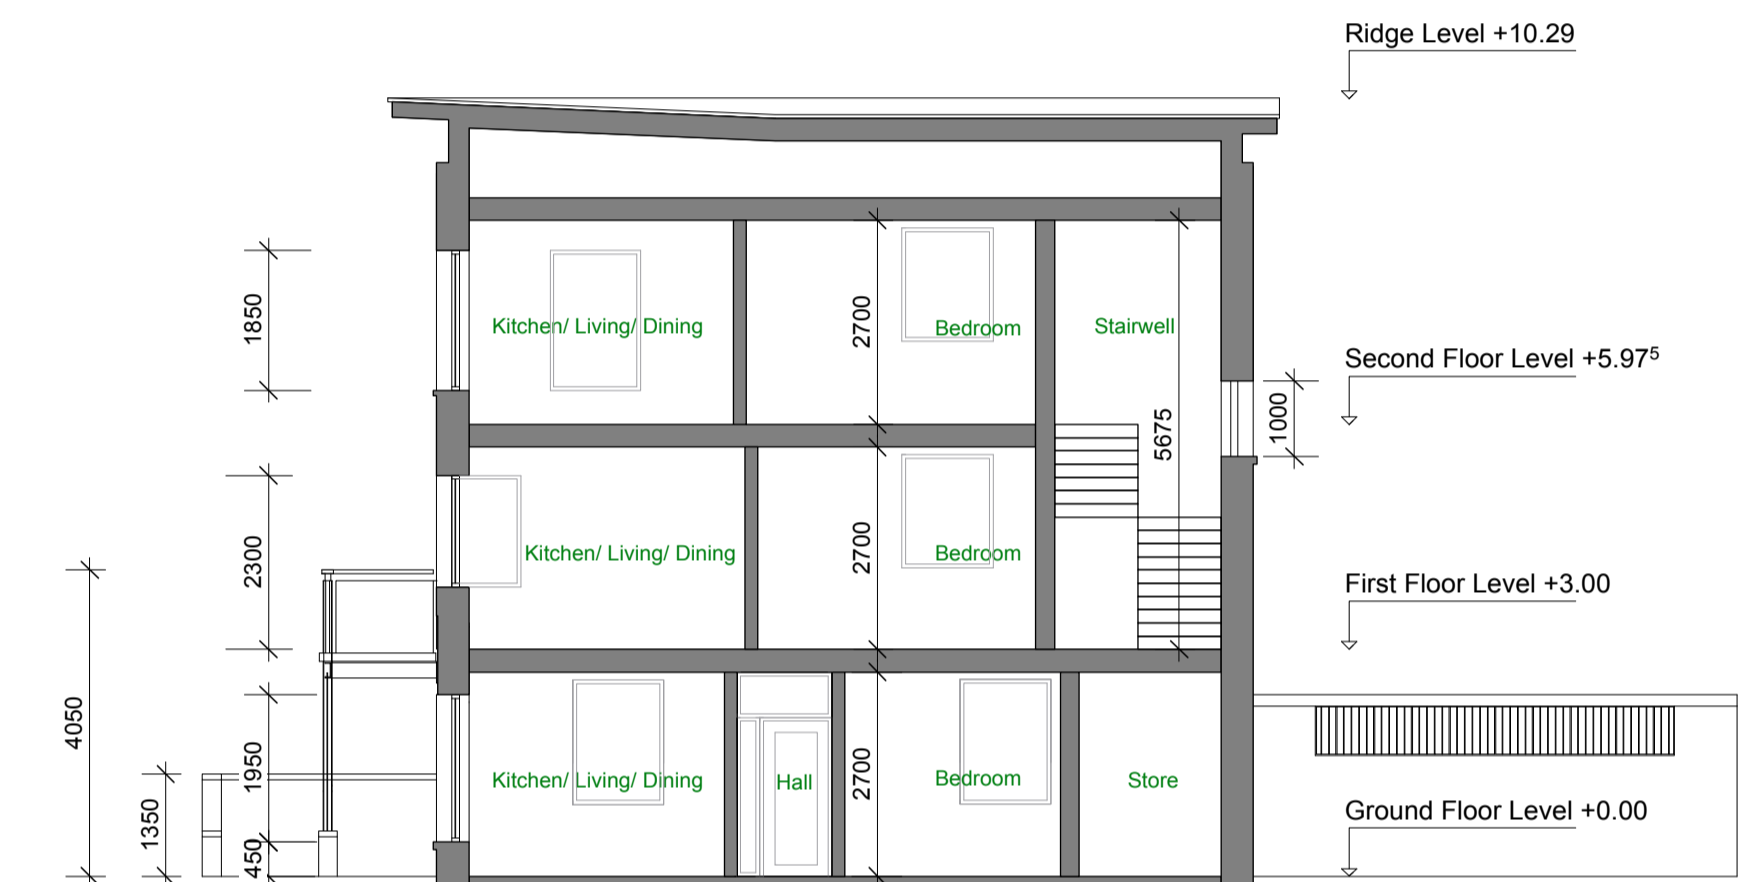 Ridge Level +10.29
1850
Kitchen/ Living/ Dining
2700
Bedroom
Stairwell
Second Floor Level +5.97⁵
1000
5675
2300
Kitchen/ Living/ Dining
2700
Bedroom
First Floor Level +3.00
4050
1950
1350
450
Kitchen/ Living/ Dining
Hall
2700
Bedroom
Store
Ground Floor Level +0.00